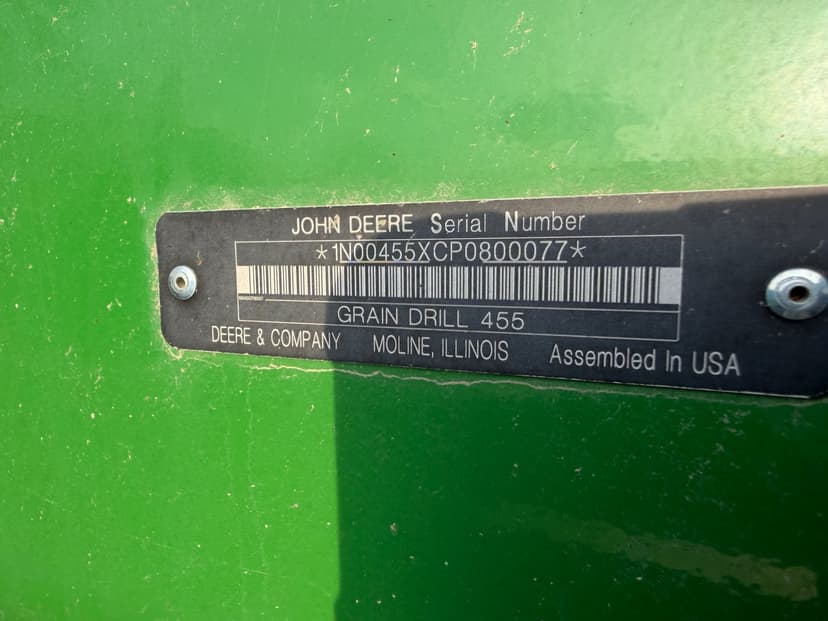 JOHN DEERE Serial Number
*1N00455XCP0800077*
GRAIN DRILL 455
DEERE & COMPANY MOLINE, ILLINOIS Assembled In USA